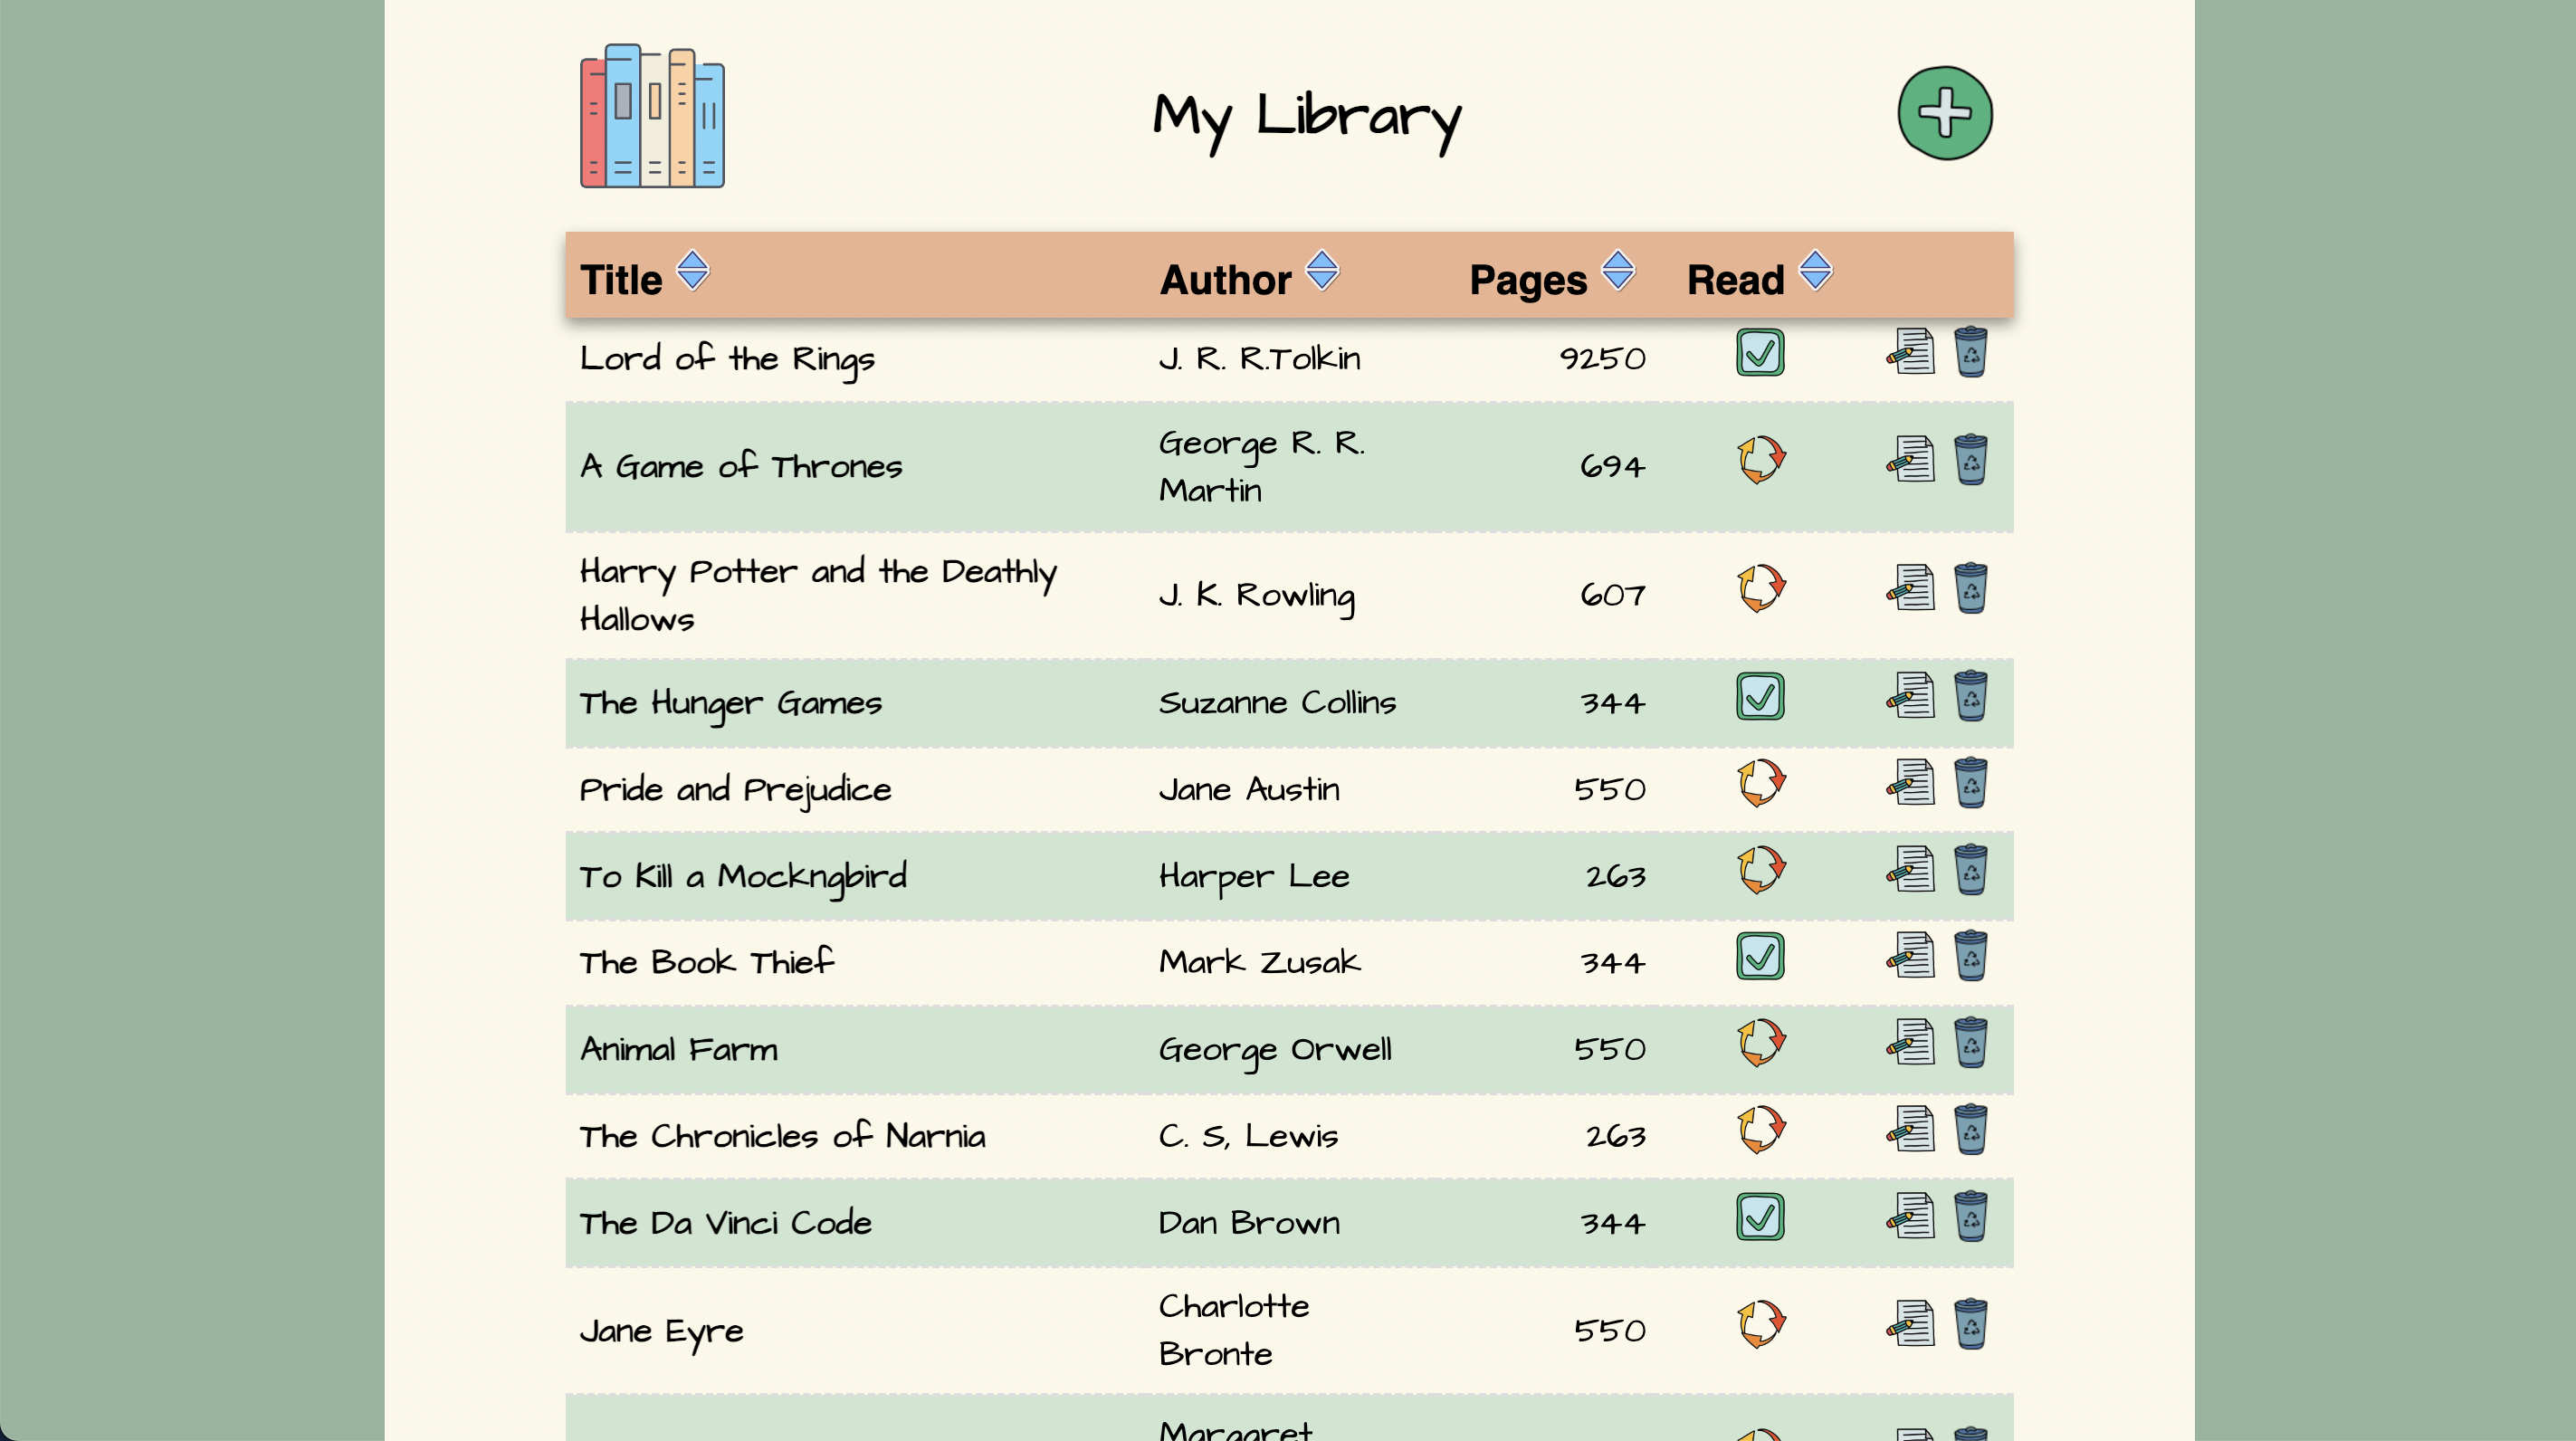 My Library
Title Author Pages Read
Lord of the Rings J. R. R.Tolkin 9250
A Game of Thrones George R. R. 694
Martin
Harry Potter and the Deathly J. K. Rowling 607
Hallows
The Hunger Games Suzanne Collins 344
Pride and Prejudice Jane Austin 550
To Kill a Mockngbird Harper Lee 263
The Book Thief Mark Zusak 344
Animal Farm George Orwell 550
The Chronicles of Narnia C. S, Lewis 263
The Da Vinci Code Dan Brown 344
Jane Eyre Charlotte 550
Bronte
Margaret